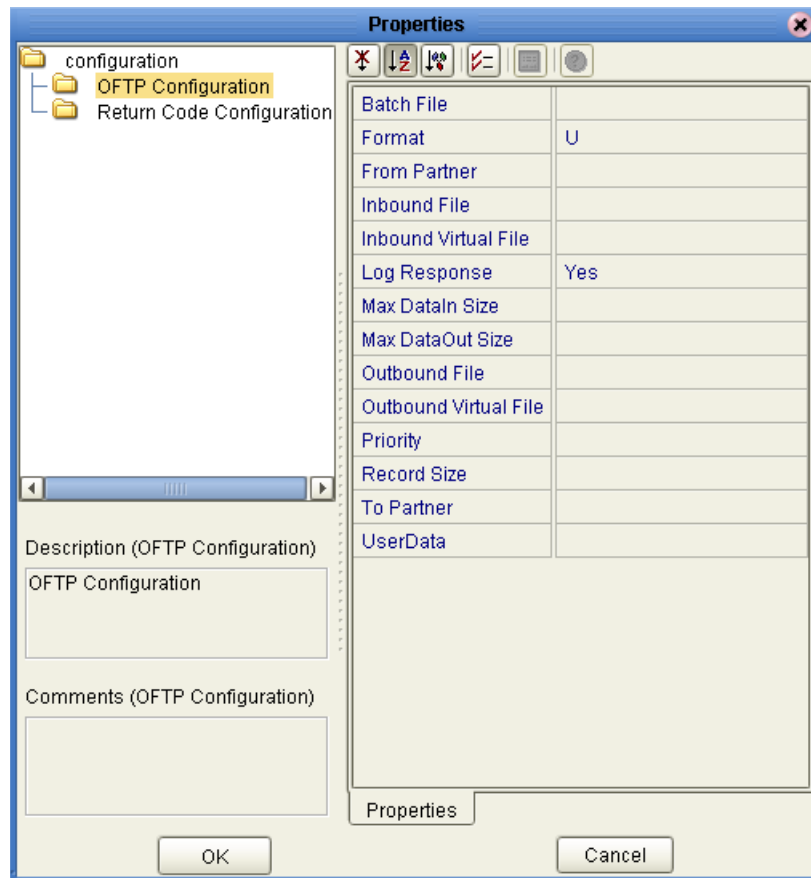 Properties
configuration
OFTP Configuration
Return Code Configuration
Description (OFTP Configuration)
OFTP Configuration
Comments (OFTP Configuration)
Batch File
Format U
From Partner
Inbound File
Inbound Virtual File
Log Response Yes
Max DataIn Size
Max DataOut Size
Outbound File
Outbound Virtual File
Priority
Record Size
To Partner
UserData
Properties
OK
Cancel